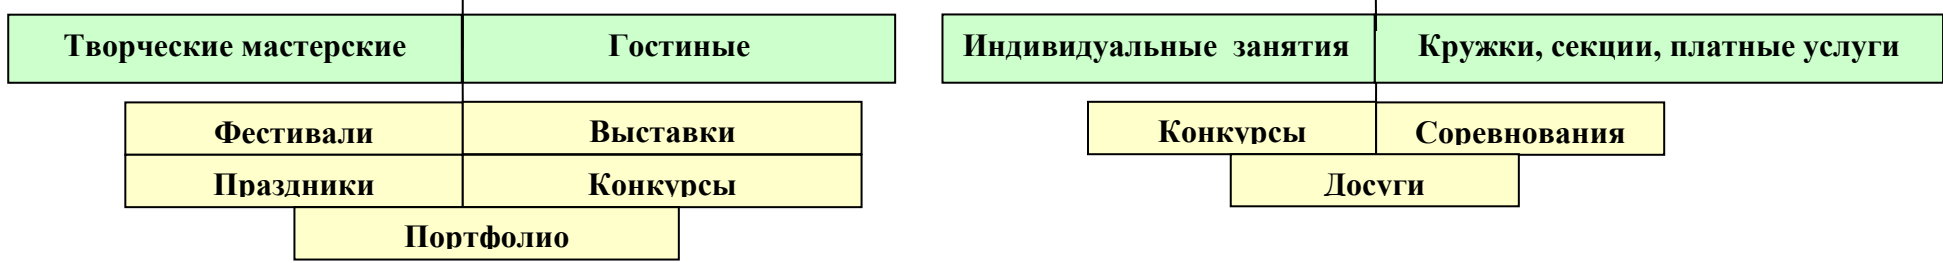 Творческие мастерские
Гостиные
Индивидуальные занятия
Кружки, секции, платные услуги
Фестивали
Выставки
Конкурсы
Соревнования
Праздники
Конкурсы
Досуги
Портфолио